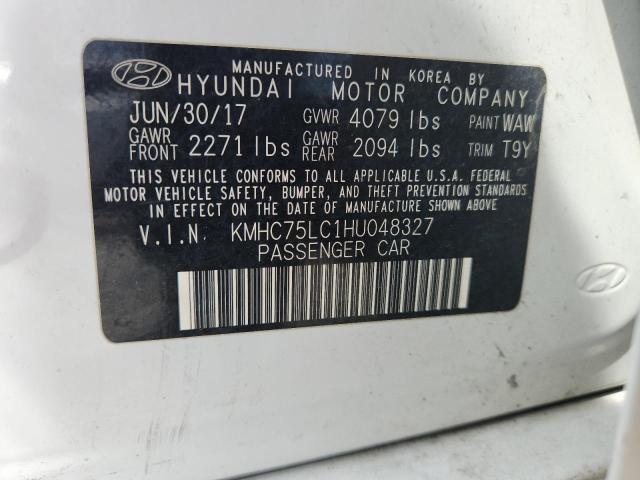 MANUFACTURED IN KOREA BY
HYUNDAI MOTOR COMPANY
JUN/30/17 GVWR 4079 lbs PAINT WAW
GAWR FRONT 2271 lbs GAWR REAR 2094 lbs TRIM T9Y
THIS VEHICLE CONFORMS TO ALL APPLICABLE U.S.A. FEDERAL
MOTOR VEHICLE SAFETY, BUMPER, AND THEFT PREVENTION STANDARDS
IN EFFECT ON THE DATE OF MANUFACTURE SHOWN ABOVE
V.I.N. KMHC75LC1HU048327
PASSENGER CAR